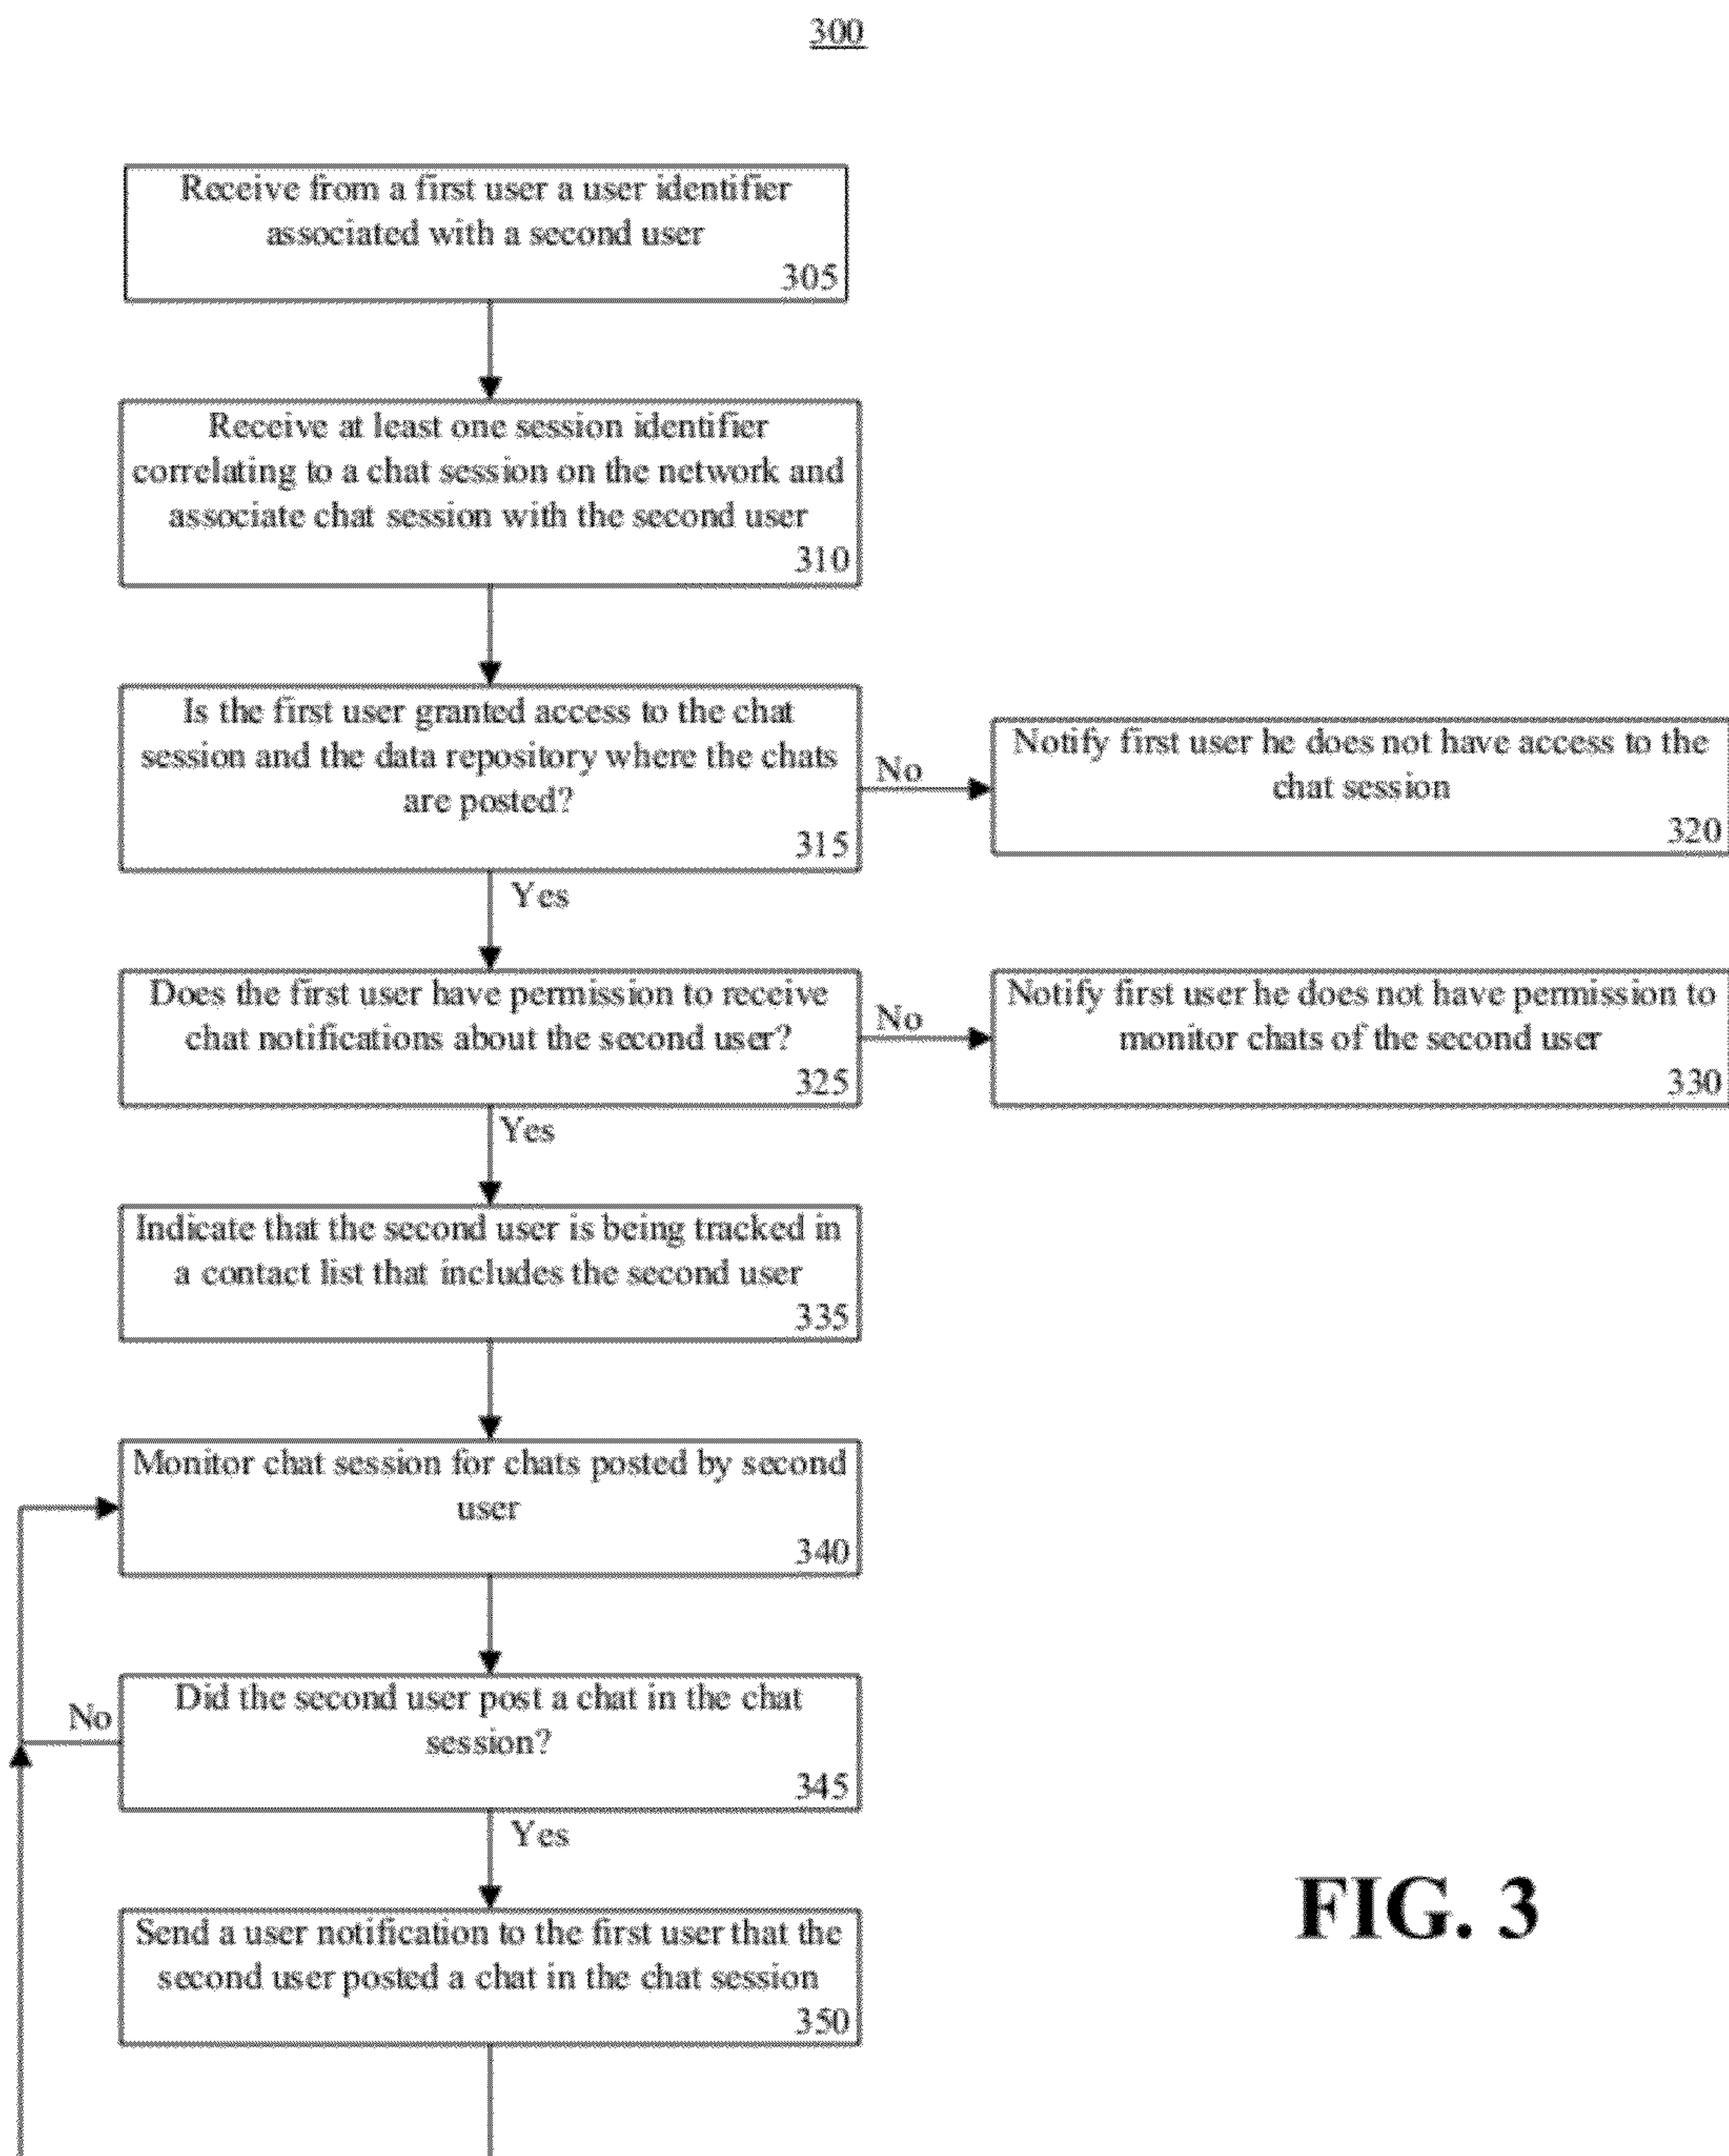 300
Receive from a first user a user identifier
associated with a second user
305
Receive at least one session identifier
correlating to a chat session on the network and
associate chat session with the second user
310
Is the first user granted access to the chat
session and the data repository where the chats
are posted?
315
No
Notify first user he does not have access to the
chat session
320
Yes
Does the first user have permission to receive
chat notifications about the second user?
325
No
Notify first user he does not have permission to
monitor chats of the second user
330
Yes
Indicate that the second user is being tracked in
a contact list that includes the second user
335
Monitor chat session for chats posted by second
user
340
Did the second user post a chat in the chat
session?
345
No
Yes
Send a user notification to the first user that the
second user posted a chat in the chat session
350
FIG. 3